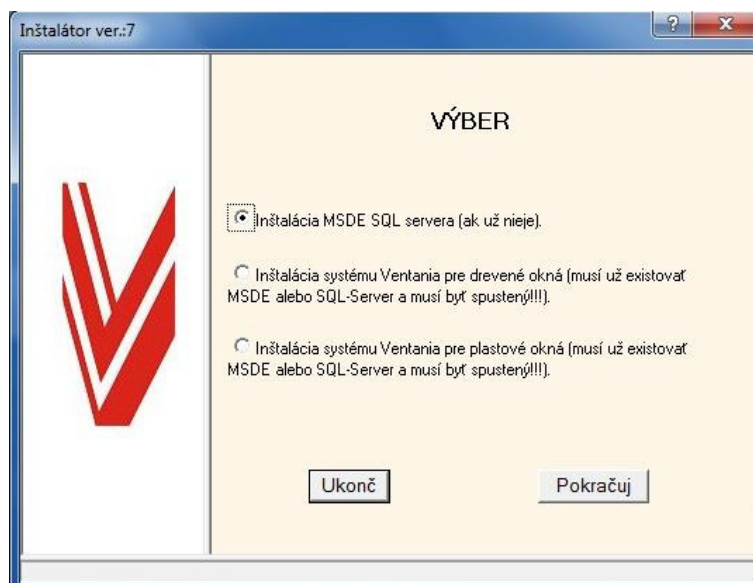 Inštalátor ver.:7
VÝBER
Inštalácia MSDE SQL servera (ak už nieje).
Inštalácia systému Ventania pre drevené okná (musí už existovať
MSDE alebo SQL-Server a musí byť spustený!!!).
Inštalácia systému Ventania pre plastové okná (musí už existovať
MSDE alebo SQL-Server a musí byť spustený!!!).
Ukonč
Pokračuj